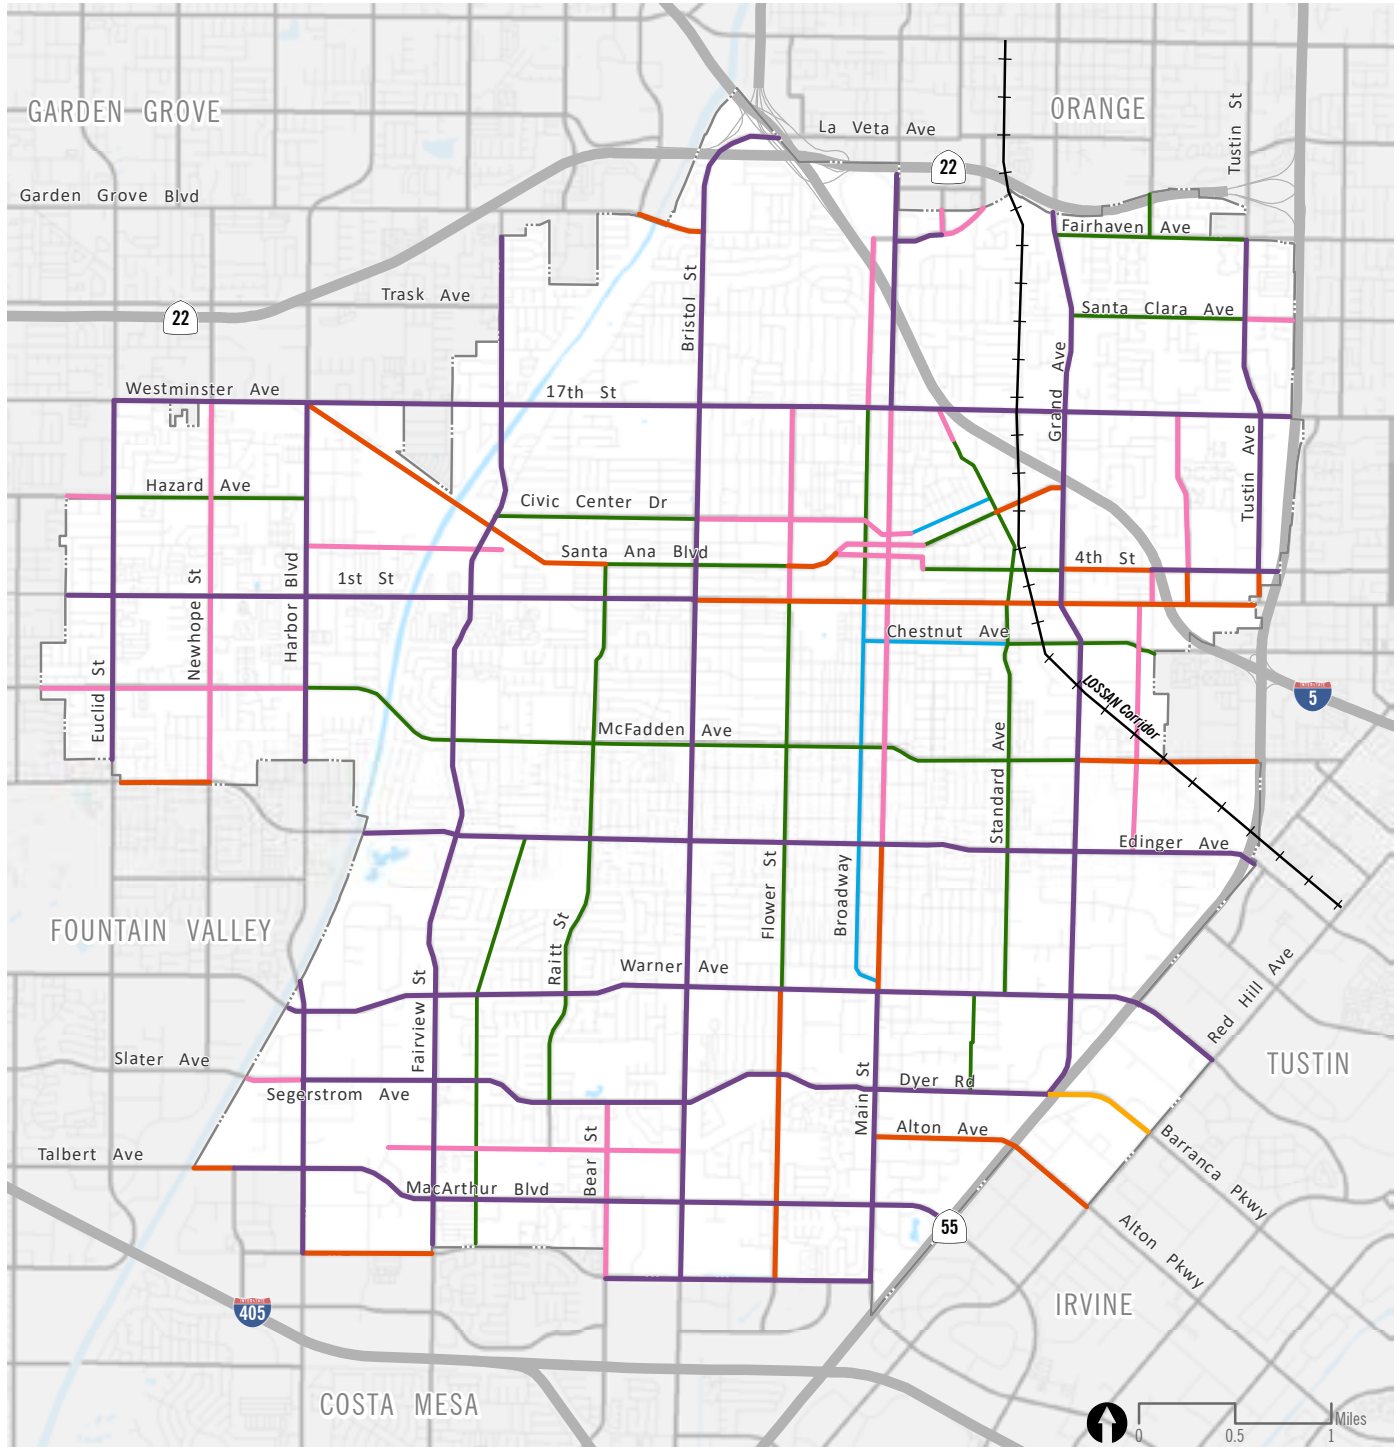 Tustin St
GARDEN GROVE
ORANGE
La Veta Ave
22
Garden Grove Blvd
Fairhaven Ave
Trask Ave
Bristol St
22
Santa Clara Ave
Grand Ave
Westminster Ave
17th St
Tustin Ave
Hazard Ave
Civic Center Dr
Santa Ana Blvd
4th St
Harbor Blvd
1st St
Newhope St
Chestnut Ave
Euclid St
LOSSAN Corridor
5
McFadden Ave
Standard Ave
Edinger Ave
Flower St
Broadway
FOUNTAIN VALLEY
Raitt St
Warner Ave
Fairview St
Red Hill Ave
Slater Ave
TUSTIN
Main St
Dyer Rd
Segerstrom Ave
Alton Ave
Bear St
Barranca Pkwy
Talbert Ave
MacArthur Blvd
55
Alton Pkwy
IRVINE
405
COSTA MESA
Miles
0 0.5 1